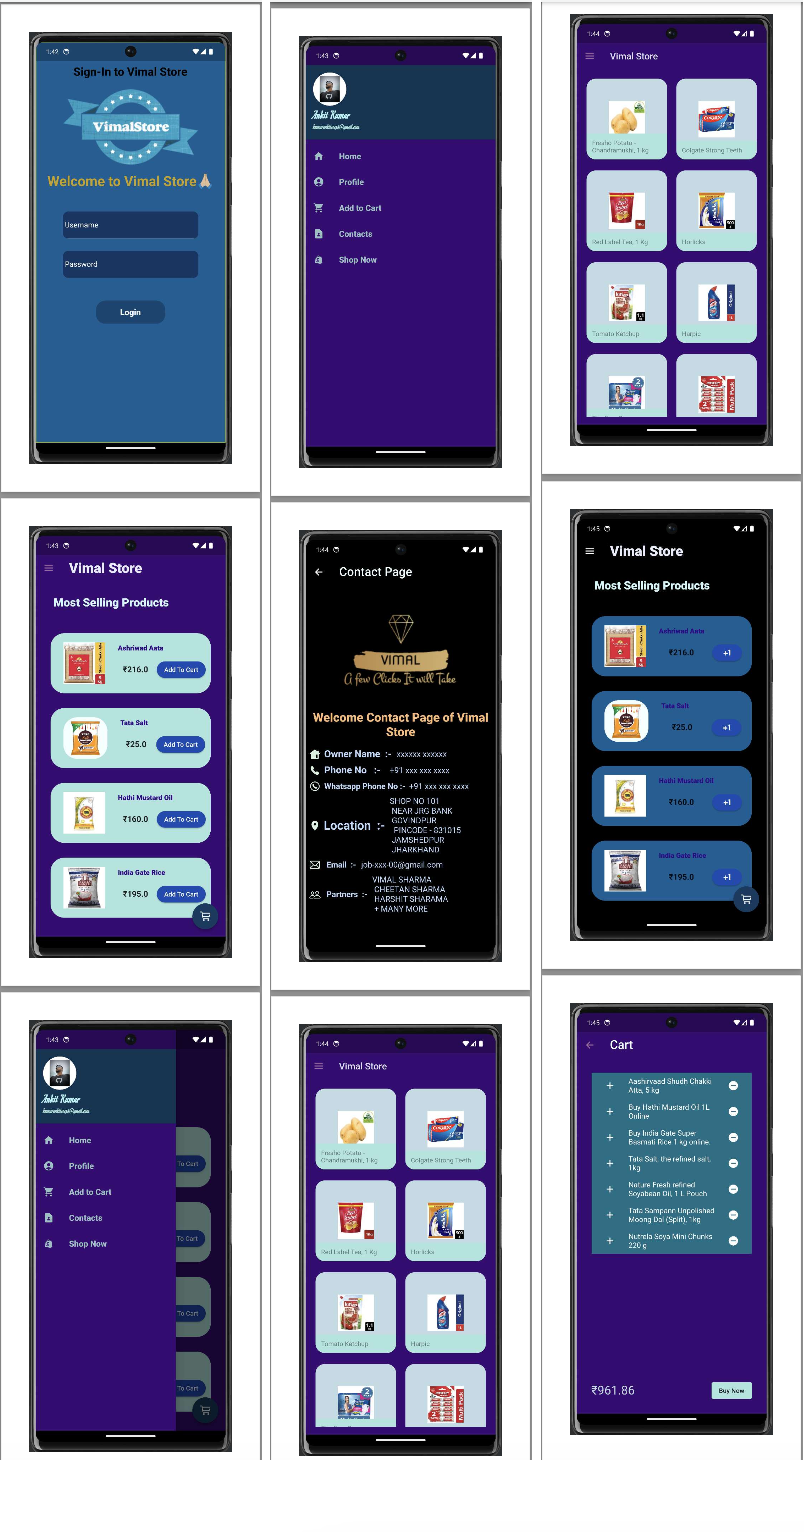 1:42
Sign-In to Vimal Store
VimalStore
Welcome to Vimal Store🙏🏼
Username
Password
Login
1:43
Ankit Kumar
Home
Profile
Add to Cart
Contacts
Shop Now
1:44
Vimal Store
Fresho Potato -
Chandramukhi, 1 kg
Colgate Strong Teeth
Red Label Tea, 1 Kg
Horlicks
Tomato Ketchup
Harpic
Multi Pack
1:43
Vimal Store
Most Selling Products
Ashriwad Aata
₹216.0
Add To Cart
Tata Salt
₹25.0
Add To Cart
Hathi Mustard Oil
₹160.0
Add To Cart
India Gate Rice
₹195.0
Add To Cart
1:44
Contact Page
VIMAL
A few Clicks It will Take
Welcome Contact Page of Vimal
Store
Owner Name :- xxxxxx xxxxxx
Phone No :- +91 xxx xxx xxxx
Whatsapp Phone No :- +91 xxx xxx xxxx
Location :-
SHOP NO 101
NEAR JRG BANK
GOVINDPUR
PINCODE - 831015
JAMSHEDPUR
JHARKHAND
Email :- job-xxx-00@gmail.com
Partners :-
VIMAL SHARMA
CHEETAN SHARMA
HARSHIT SHARAMA
+ MANY MORE
1:45
Vimal Store
Most Selling Products
Ashriwad Aata
₹216.0
+1
Tata Salt
₹25.0
+1
Hathi Mustard Oil
₹160.0
+1
India Gate Rice
₹195.0
+1
1:43
Ankit Kumar
Home
Profile
Add to Cart
Contacts
Shop Now
To Cart
To Cart
To Cart
To Cart
1:44
Vimal Store
Fresho Potato -
Chandramukhi, 1 kg
Colgate Strong Teeth
Red Label Tea, 1 Kg
Horlicks
Tomato Ketchup
Harpic
Multi Pack
1:45
Cart
Aashirvaad Shudh Chakki
Atta, 5 kg
Buy Hathi Mustard Oil 1L
Online
Buy India Gate Super
Basmati Rice 1 kg online.
Tata Salt, the refined salt,
1kg
Nature Fresh refined
Soyabean Oil, 1 L Pouch
Tata Sampann Unpolished
Moong Dal (Split), 1kg
Nutrela Soya Mini Chunks
220 g
₹961.86
Buy Now